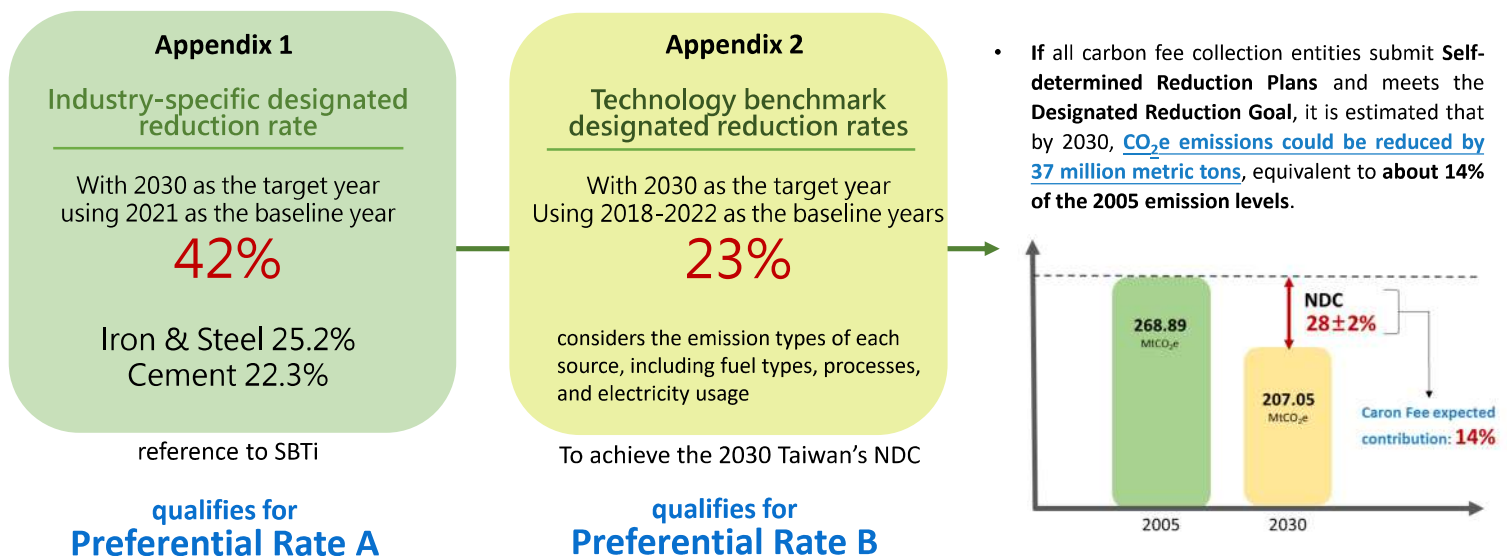 Appendix 1
Industry-specific designated
reduction rate
With 2030 as the target year
using 2021 as the baseline year
42%
Iron & Steel 25.2%
Cement 22.3%
reference to SBTi
qualifies for
Preferential Rate A
Appendix 2
Technology benchmark
designated reduction rates
With 2030 as the target year
Using 2018-2022 as the baseline years
23%
considers the emission types of each
source, including fuel types, processes,
and electricity usage
To achieve the 2030 Taiwan’s NDC
qualifies for
Preferential Rate B
• If all carbon fee collection entities submit Self-
determined Reduction Plans and meets the
Designated Reduction Goal, it is estimated that
by 2030, CO₂e emissions could be reduced by
37 million metric tons, equivalent to about 14%
of the 2005 emission levels.
268.89
MtCO₂e
NDC
28±2%
207.05
MtCO₂e
Caron Fee expected
contribution: 14%
2005
2030